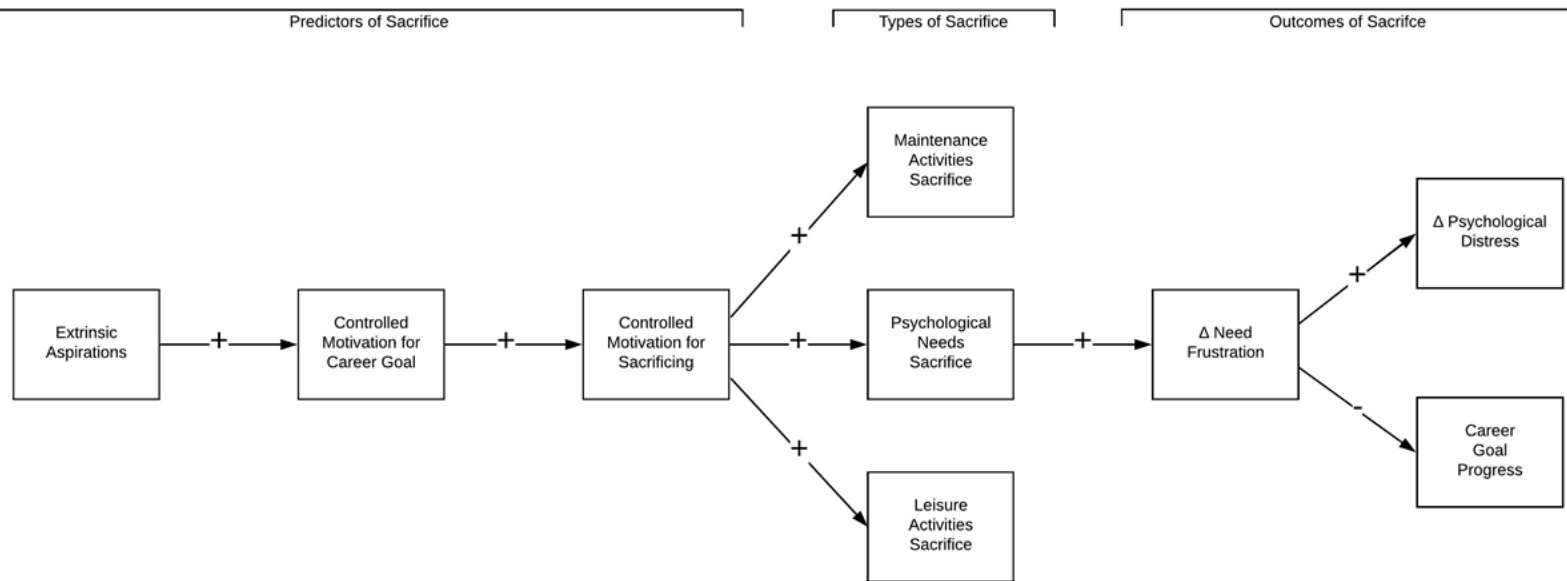 Predictors of Sacrifice
Types of Sacrifice
Outcomes of Sacrifce
Extrinsic
Aspirations
+
Controlled
Motivation for
Career Goal
+
Controlled
Motivation for
Sacrificing
+
+
+
Maintenance
Activities
Sacrifice
Psychological
Needs
Sacrifice
Leisure
Activities
Sacrifice
+
Δ Need
Frustration
+
-
Δ Psychological
Distress
Career
Goal
Progress